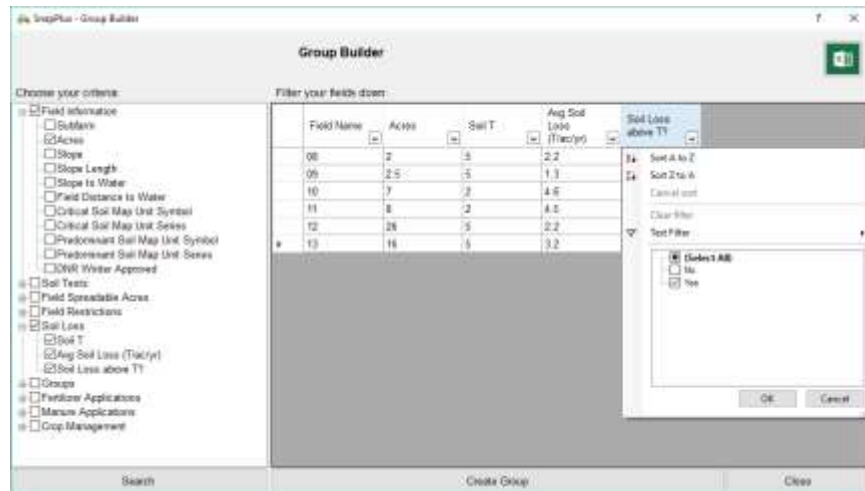 SnapPlus - Group Builder
? ×
Group Builder
Choose your criteria:
Filter your fields down:
Field Information
Subfarm
Acres
Slope
Slope Length
Slope to Water
Field Distance to Water
Critical Soil Map Unit Symbol
Critical Soil Map Unit Series
Predominant Soil Map Unit Symbol
Predominant Soil Map Unit Series
DNR Winter Approved
Soil Tests
Field Spreadable Acres
Field Restrictions
Soil Loss
Soil T
Avg Soil Loss (T/ac/yr)
Soil Loss above T?
Groups
Fertilizer Applications
Manure Applications
Crop Management
Field Name Acres Soil T Avg Soil Loss (T/ac/yr) Soil Loss above T?
08 2 5 2.2
09 2.5 5 1.3
10 7 2 4.6
11 8 2 4.5
12 26 5 2.2
13 16 5 3.2
Sort A to Z
Sort Z to A
Cancel sort
Clear filter
Text Filter
(Select All)
No
Yes
OK Cancel
Search Create Group Close